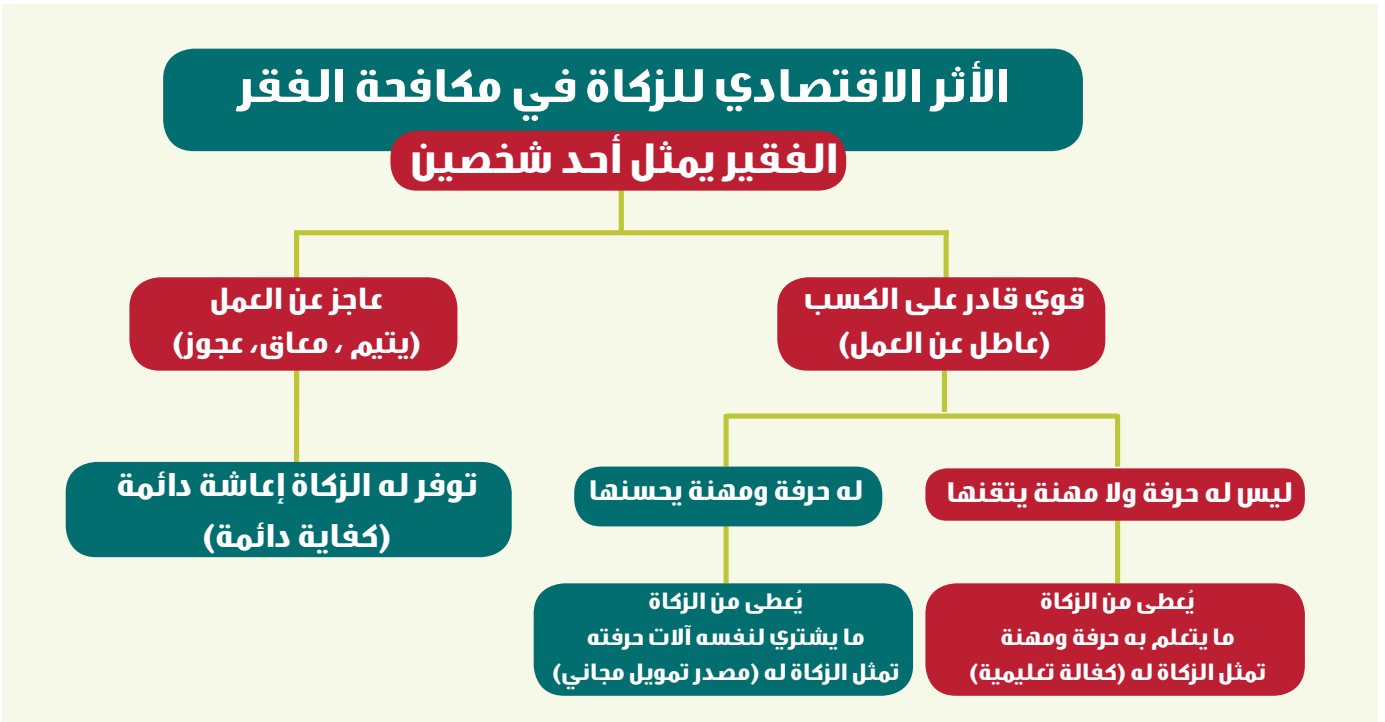 الأثر الاقتصادي للزكاة في مكافحة الفقر
الفقير يمثل أحد شخصين
قوي قادر على الكسب
(عاطل عن العمل)
عاجز عن العمل
(يتيم ، معاق، عجوز)
ليس له حرفة ولا مهنة يتقنها
له حرفة ومهنة يحسنها
توفر له الزكاة إعاشة دائمة
(كفاية دائمة)
يُعطى من الزكاة
ما يتعلم به حرفة ومهنة
تمثل الزكاة له (كفالة تعليمية)
يُعطى من الزكاة
ما يشتري لنفسه آلات حرفته
تمثل الزكاة له (مصدر تمويل مجاني)